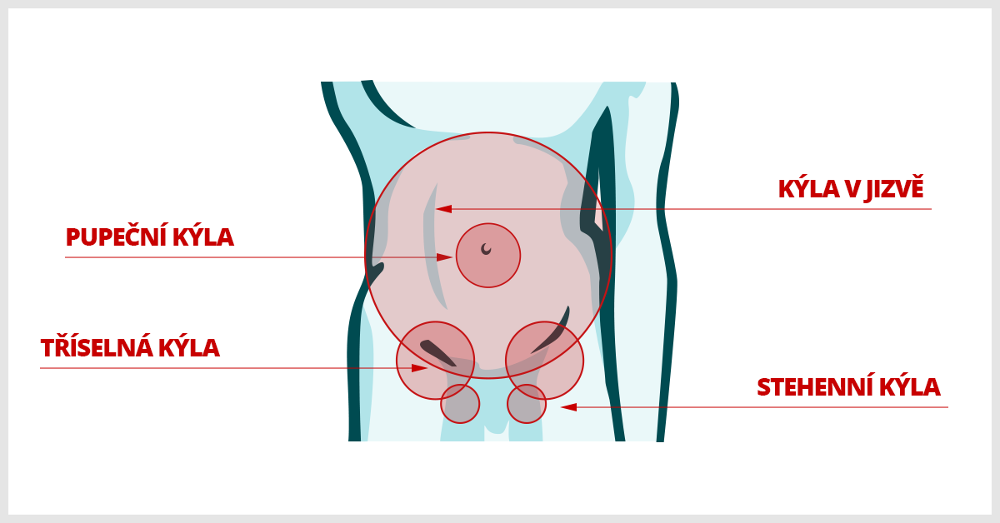 KÝLA V JIZVĚ
PUPEČNÍ KÝLA
TŘÍSELNÁ KÝLA
STEHENNÍ KÝLA